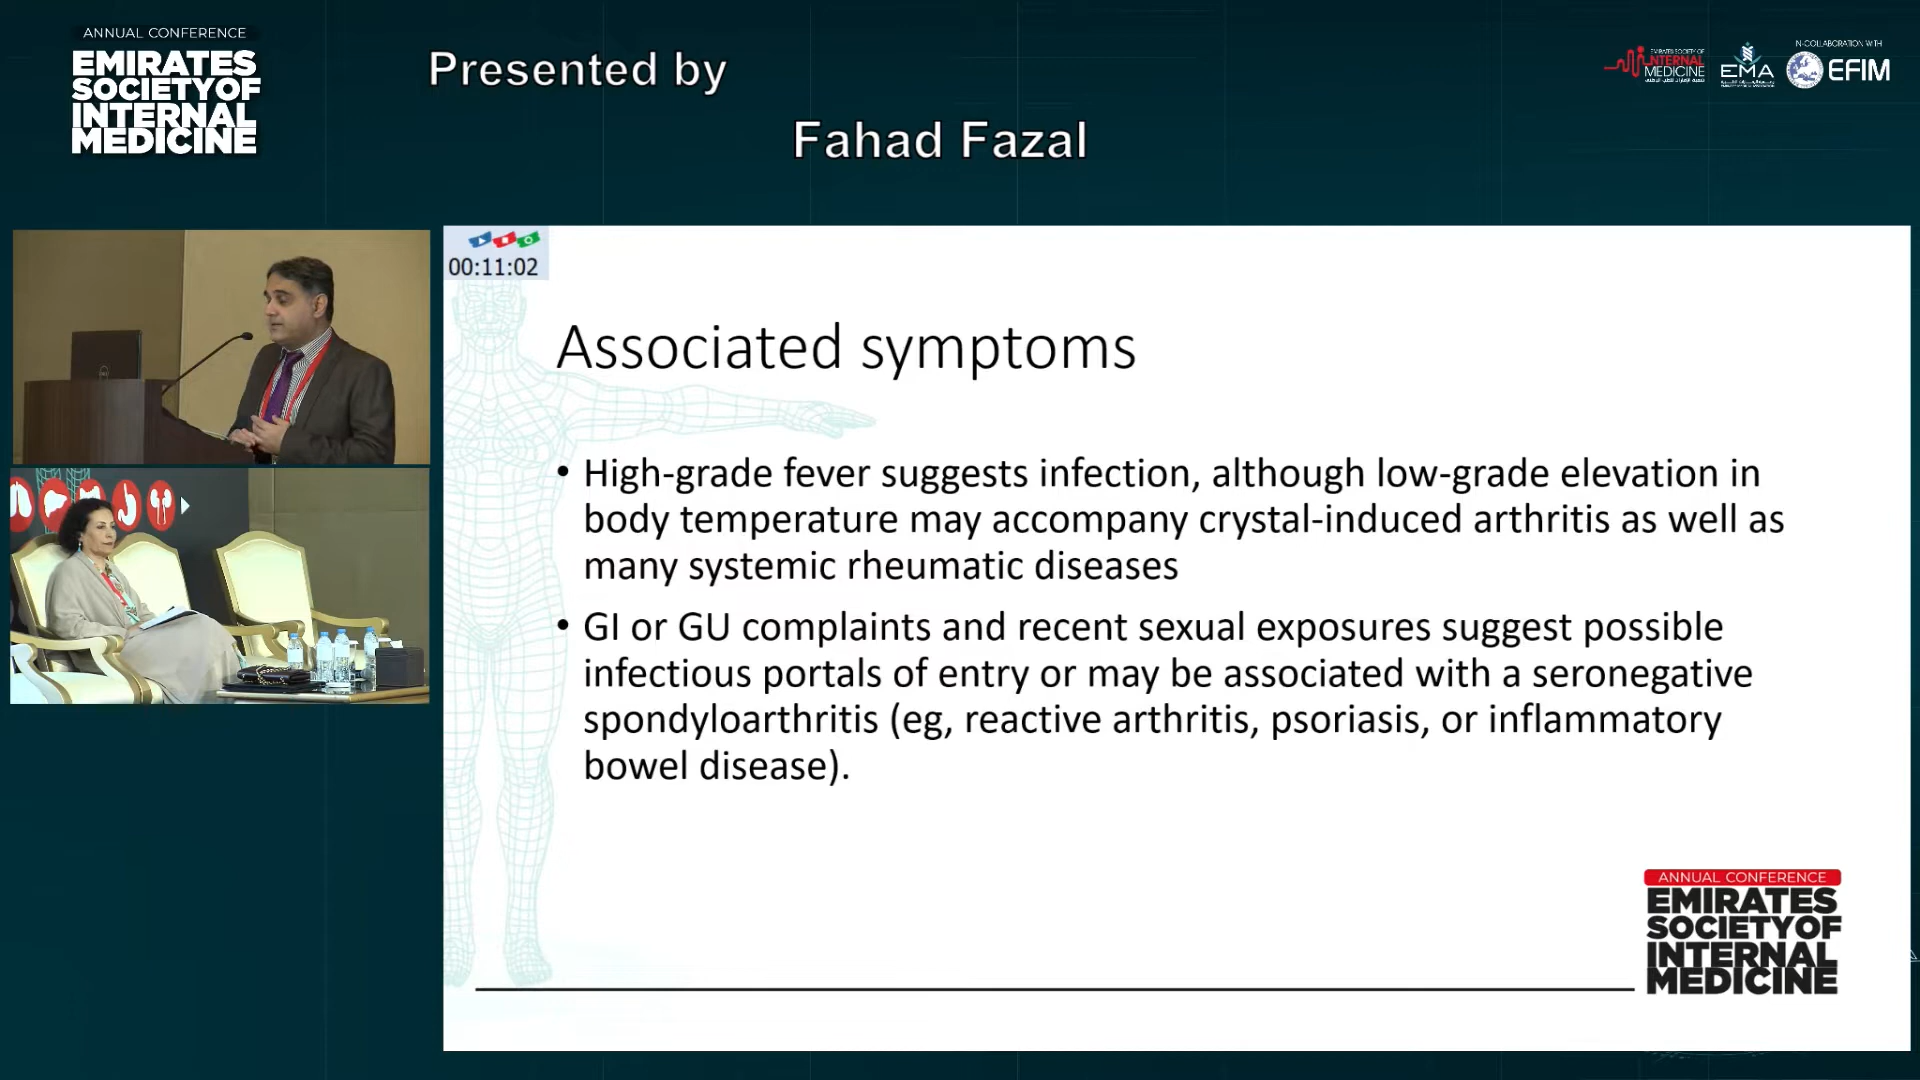 ANNUAL CONFERENCE
EMIRATES
SOCIETYOF
INTERNAL
MEDICINE
Presented by
Fahad Fazal
EMIRATES SOCIETY OF
INTERNAL
MEDICINE
EMA
IN-COLLABORATION WITH
EFIM
00:11:02
Associated symptoms
• High-grade fever suggests infection, although low-grade elevation in
body temperature may accompany crystal-induced arthritis as well as
many systemic rheumatic diseases
• GI or GU complaints and recent sexual exposures suggest possible
infectious portals of entry or may be associated with a seronegative
spondyloarthritis (eg, reactive arthritis, psoriasis, or inflammatory
bowel disease).
ANNUAL CONFERENCE
EMIRATES
SOCIETYOF
INTERNAL
MEDICINE